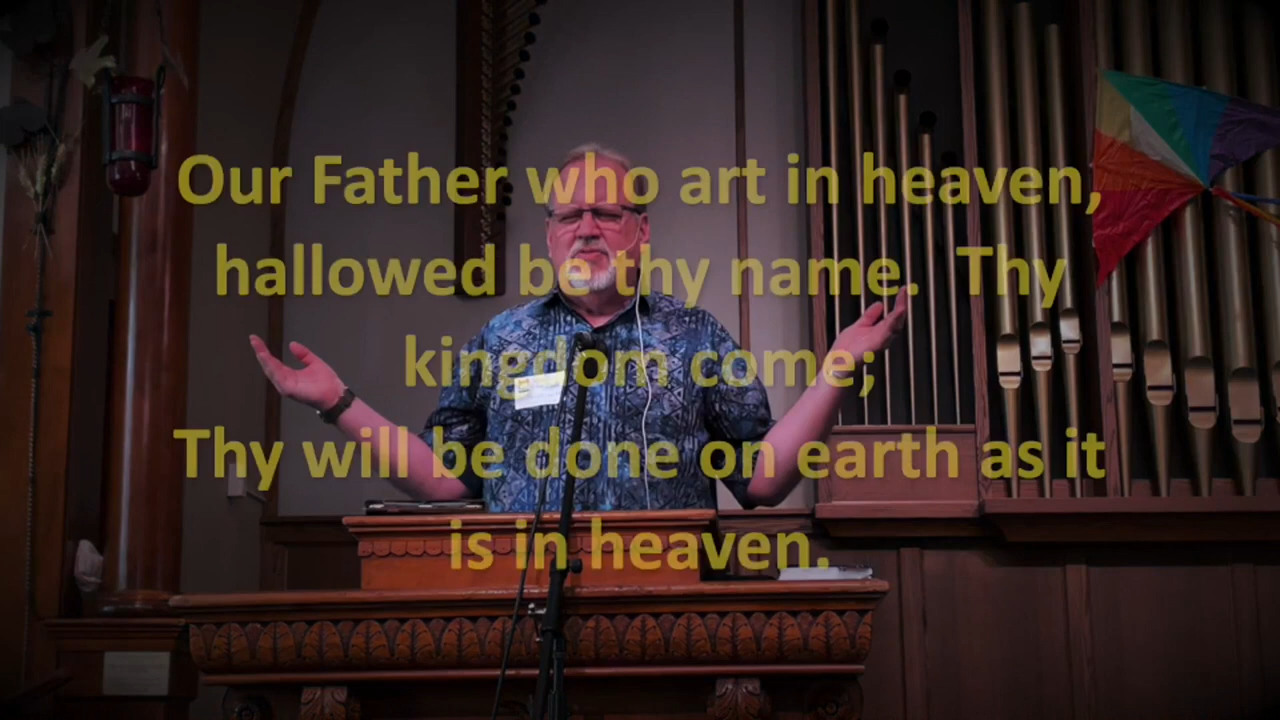 Our Father who art in heaven,
hallowed be thy name. Thy
kingdom come;
Thy will be done on earth as it
is in heaven.